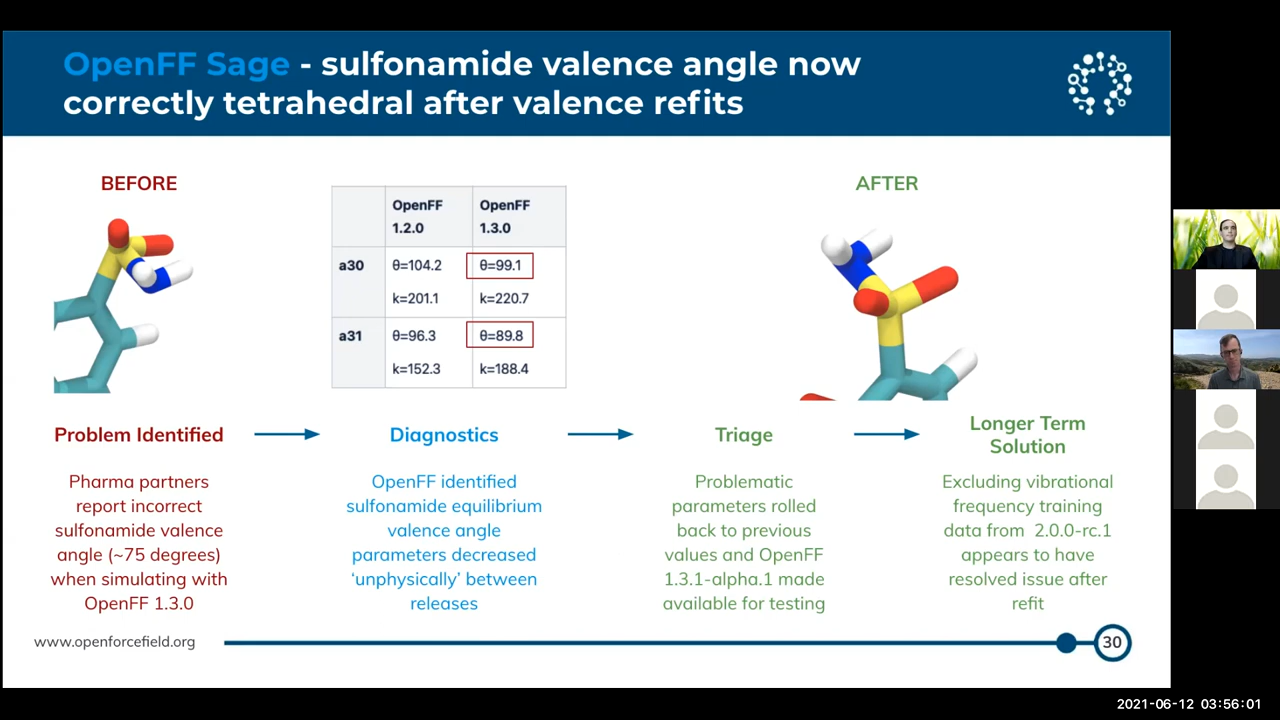 OpenFF Sage - sulfonamide valence angle now
correctly tetrahedral after valence refits
BEFORE
OpenFF 1.2.0
OpenFF 1.3.0
a30
θ=104.2
θ=99.1
k=201.1
k=220.7
a31
θ=96.3
θ=89.8
k=152.3
k=188.4
AFTER
Problem Identified
Pharma partners
report incorrect
sulfonamide valence
angle (~75 degrees)
when simulating with
OpenFF 1.3.0
Diagnostics
OpenFF identified
sulfonamide equilibrium
valence angle
parameters decreased
‘unphysically’ between
releases
Triage
Problematic
parameters rolled
back to previous
values and OpenFF
1.3.1-alpha.1 made
available for testing
Longer Term
Solution
Excluding vibrational
frequency training
data from 2.0.0-rc.1
appears to have
resolved issue after
refit
www.openforcefield.org
30
2021-06-12 03:56:01